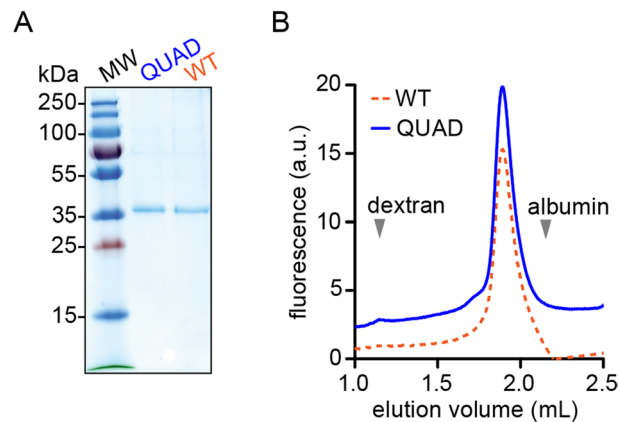 A
kDa
MW
QUAD
WT
250
100
55
35
25
15
B
20
15
10
5
0
fluorescence (a.u.)
WT
QUAD
dextran
albumin
1.0 1.5 2.0 2.5
elution volume (mL)